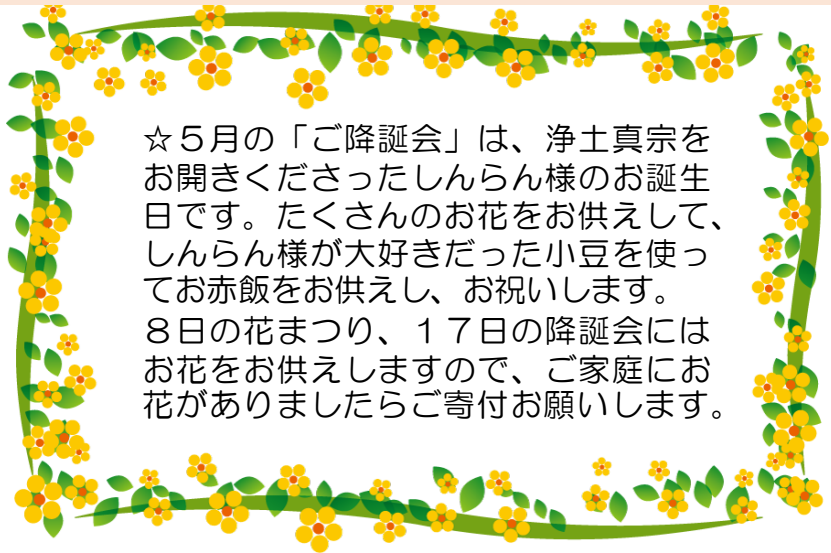 ☆５月の「ご降誕会」は、浄土真宗を
お開きくださったしんらん様のお誕生
日です。たくさんのお花をお供えして、
しんらん様が大好きだった小豆を使っ
てお赤飯をお供えし、お祝いします。
８日の花まつり、１７日の降誕会には
お花をお供えしますので、ご家庭にお
花がありましたらご寄付お願いします。